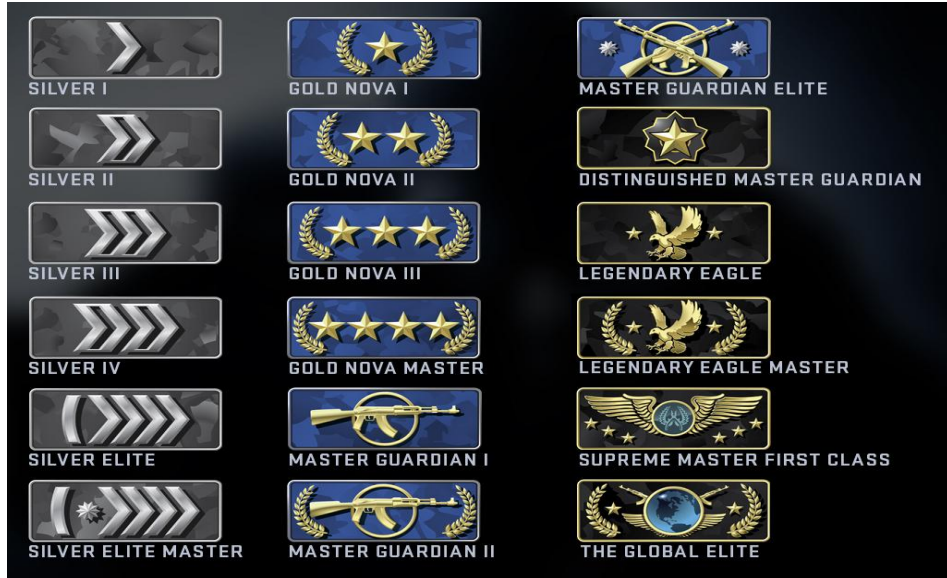 SILVER I
SILVER II
SILVER III
SILVER IV
SILVER ELITE
SILVER ELITE MASTER
GOLD NOVA I
GOLD NOVA II
GOLD NOVA III
GOLD NOVA MASTER
MASTER GUARDIAN I
MASTER GUARDIAN II
MASTER GUARDIAN ELITE
DISTINGUISHED MASTER GUARDIAN
LEGENDARY EAGLE
LEGENDARY EAGLE MASTER
SUPREME MASTER FIRST CLASS
THE GLOBAL ELITE